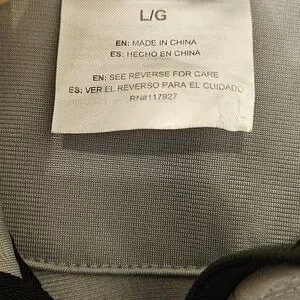 L/G
EN: MADE IN CHINA
ES: HECHO EN CHINA
EN: SEE REVERSE FOR CARE
ES: VER EL REVERSO PARA EL CUIDADO
RN#117927